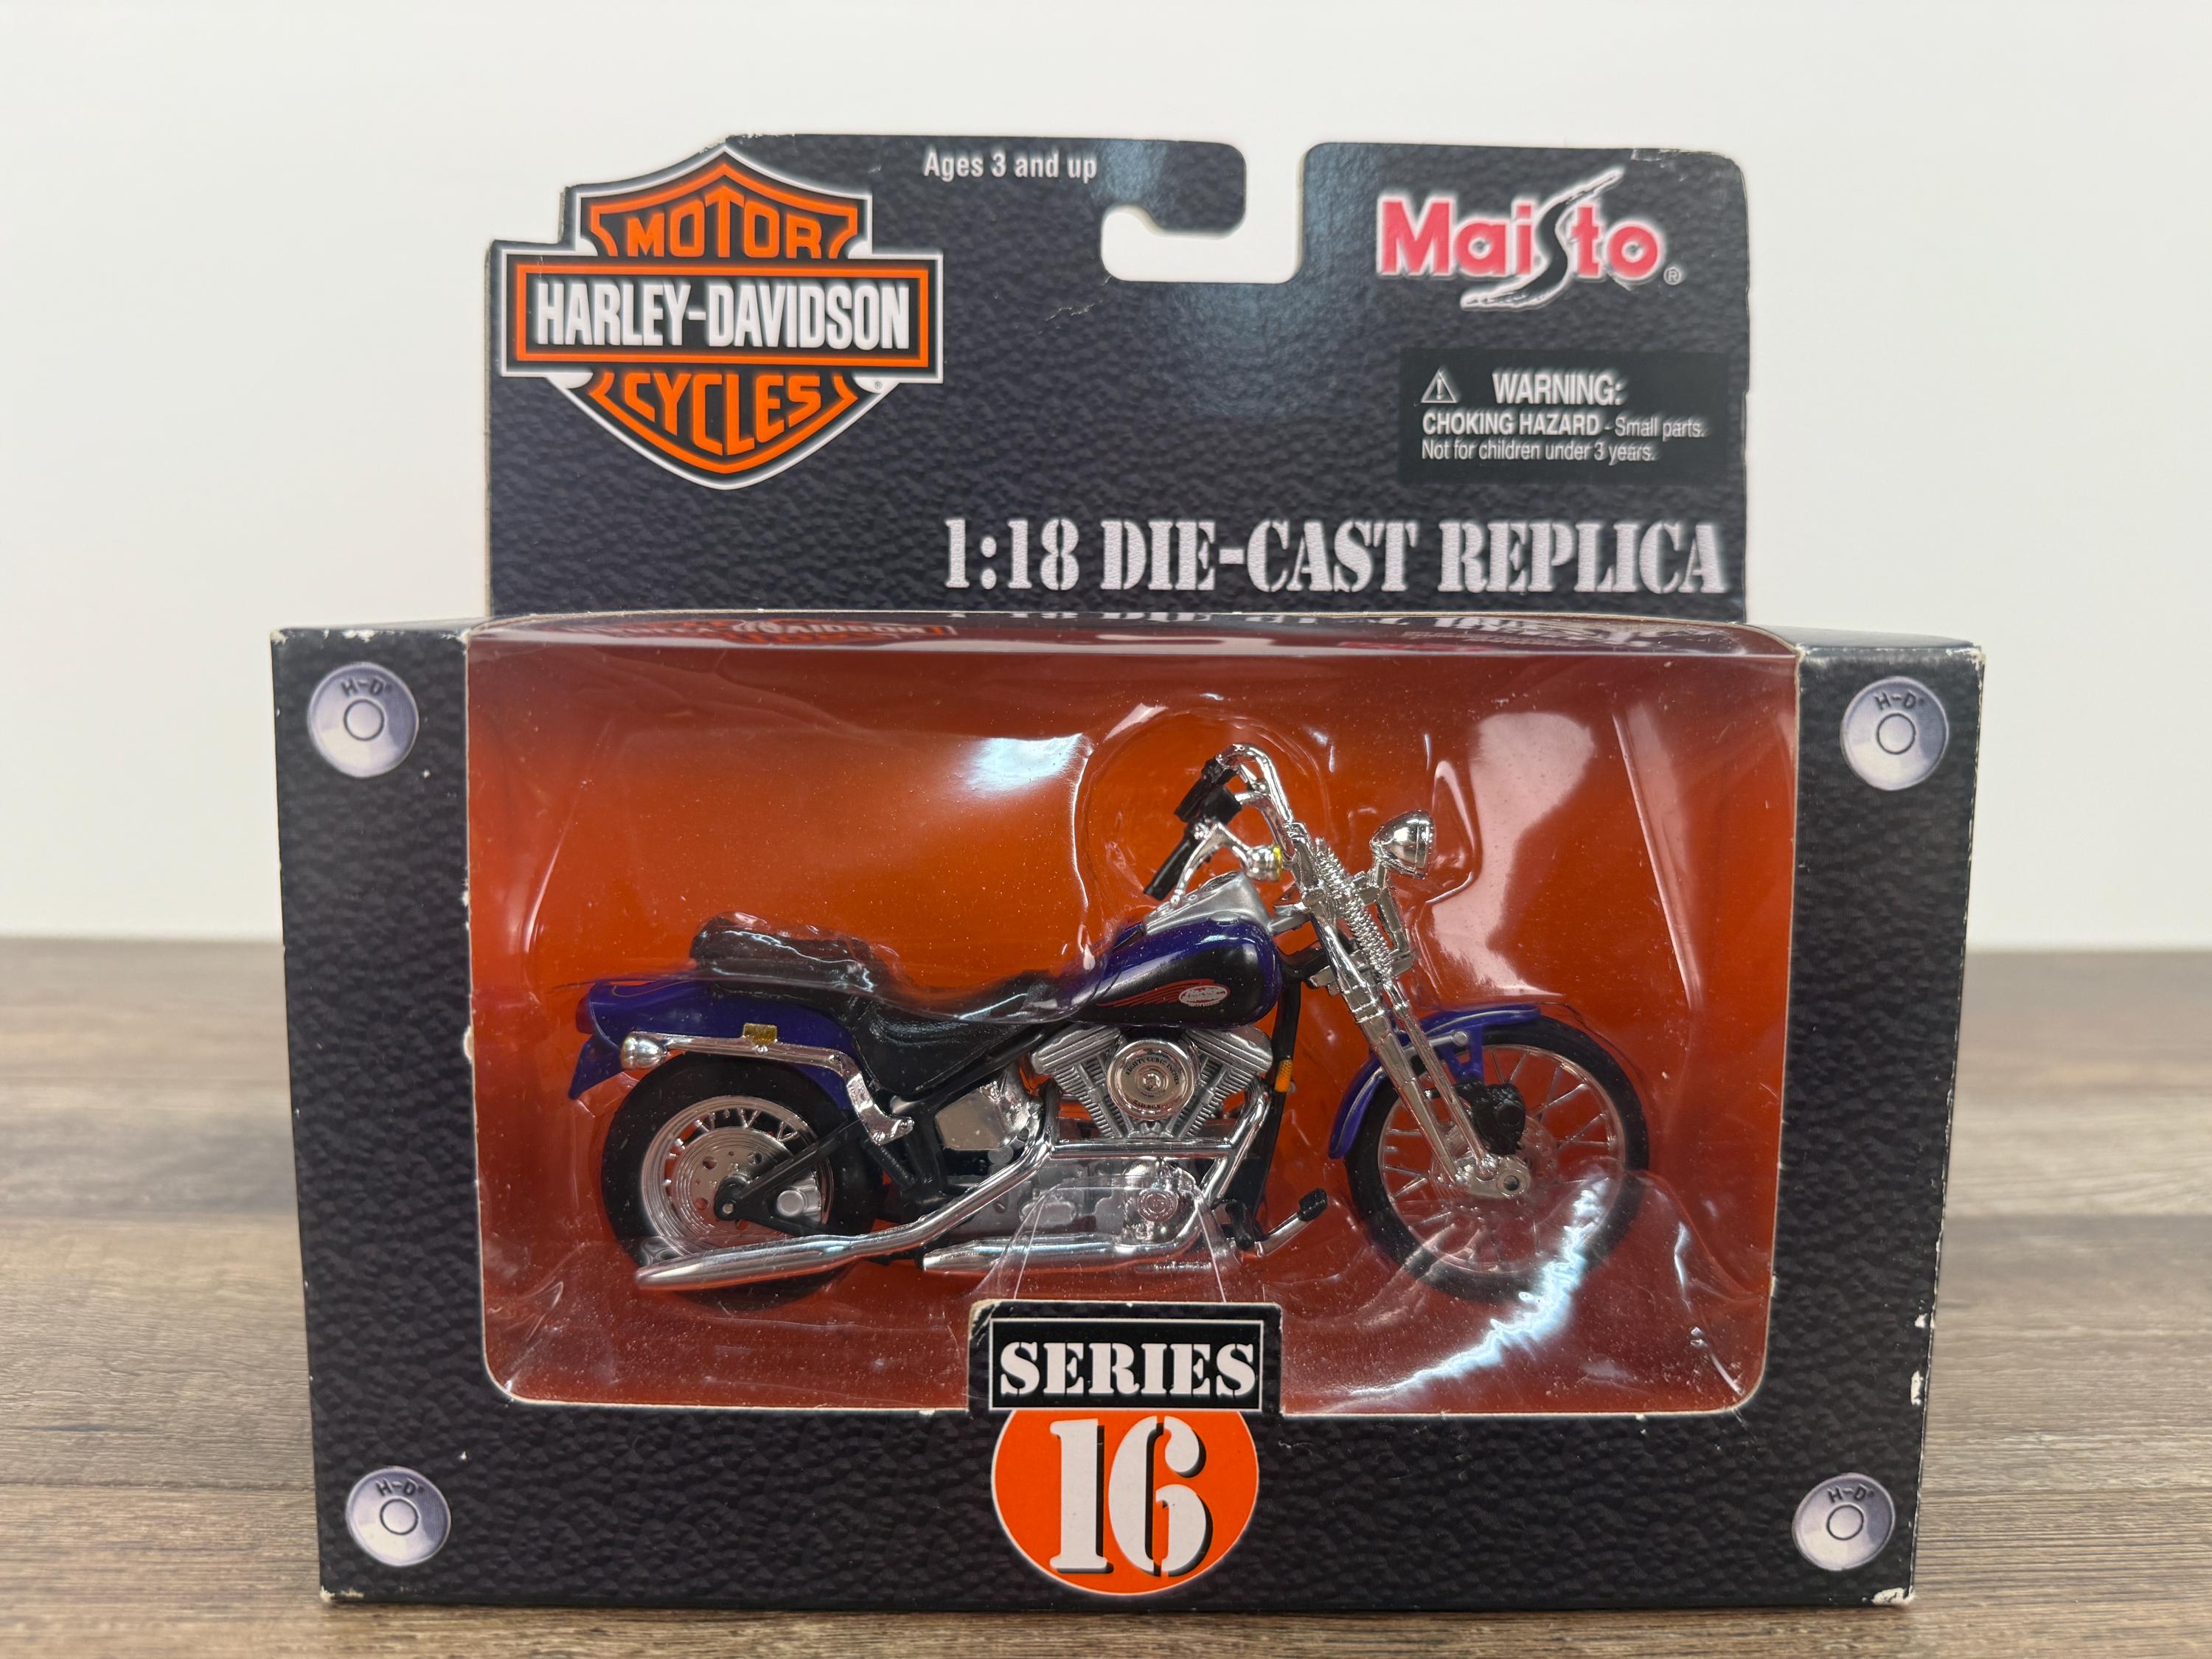 Ages 3 and up
MOTOR
HARLEY-DAVIDSON
CYCLES
®
Maisto®
WARNING:
CHOKING HAZARD - Small parts.
Not for children under 3 years.
1:18 DIE-CAST REPLICA
H-D®
H-D®
SERIES
16
H-D®
H-D®